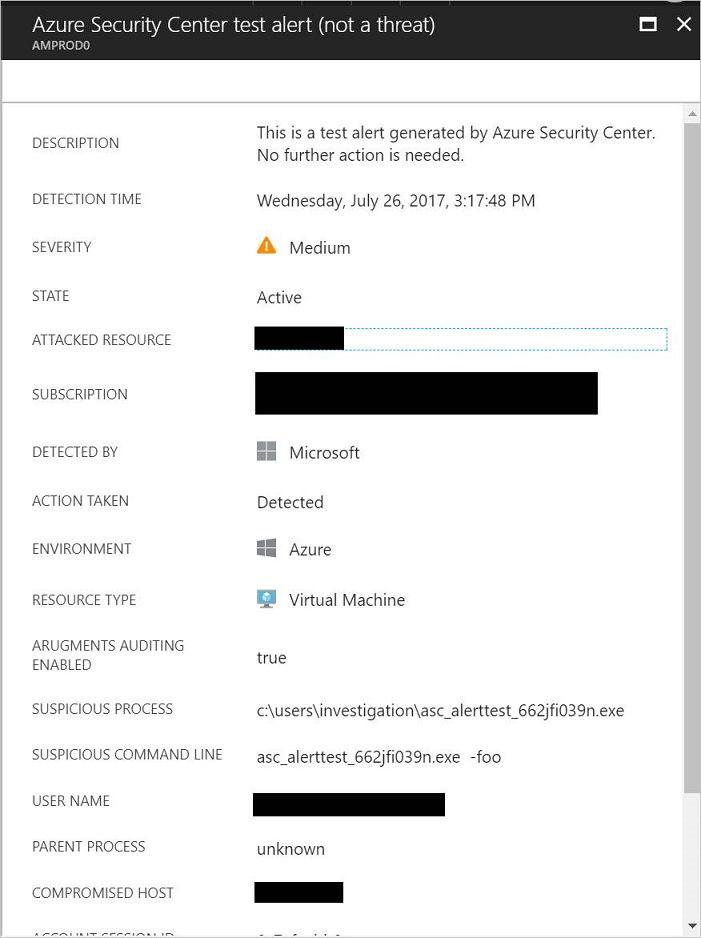 Azure Security Center test alert (not a threat)
AMPROD0
DESCRIPTION
This is a test alert generated by Azure Security Center.
No further action is needed.
DETECTION TIME
Wednesday, July 26, 2017, 3:17:48 PM
SEVERITY
Medium
STATE
Active
ATTACKED RESOURCE
SUBSCRIPTION
DETECTED BY
Microsoft
ACTION TAKEN
Detected
ENVIRONMENT
Azure
RESOURCE TYPE
Virtual Machine
ARUGMENTS AUDITING
ENABLED
true
SUSPICIOUS PROCESS
c:\users\investigation\asc_alerttest_662jfi039n.exe
SUSPICIOUS COMMAND LINE
asc_alerttest_662jfi039n.exe -foo
USER NAME
PARENT PROCESS
unknown
COMPROMISED HOST
ACCOUNT SESSION ID